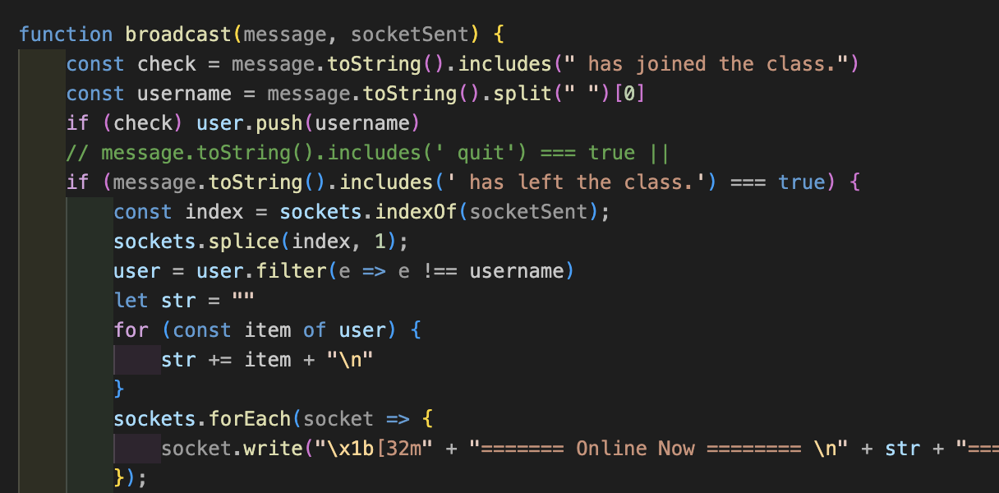 function broadcast(message, socketSent) {
    const check = message.toString().includes(" has joined the class.")
    const username = message.toString().split(" ")[0]
    if (check) user.push(username)
    // message.toString().includes(' quit') === true ||
    if (message.toString().includes(' has left the class.') === true) {
        const index = sockets.indexOf(socketSent);
        sockets.splice(index, 1);
        user = user.filter(e => e !== username)
        let str = ""
        for (const item of user) {
            str += item + "\n"
        }
        sockets.forEach(socket => {
            socket.write("\x1b[32m" + "======= Online Now ======== \n" + str + "===
        });